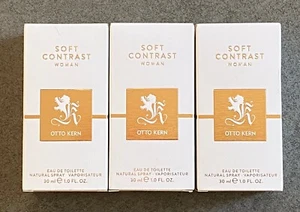 SOFT
CONTRAST
WOMAN
OTTO KERN
EAU DE TOILETTE
NATURAL SPRAY · VAPORISATEUR
30 ml ℮ 1.0 FL. OZ.
SOFT
CONTRAST
WOMAN
OTTO KERN
EAU DE TOILETTE
NATURAL SPRAY · VAPORISATEUR
30 ml ℮ 1.0 FL. OZ.
SOFT
CONTRAST
WOMAN
OTTO KERN
EAU DE TOILETTE
NATURAL SPRAY · VAPORISATEUR
30 ml ℮ 1.0 FL. OZ.